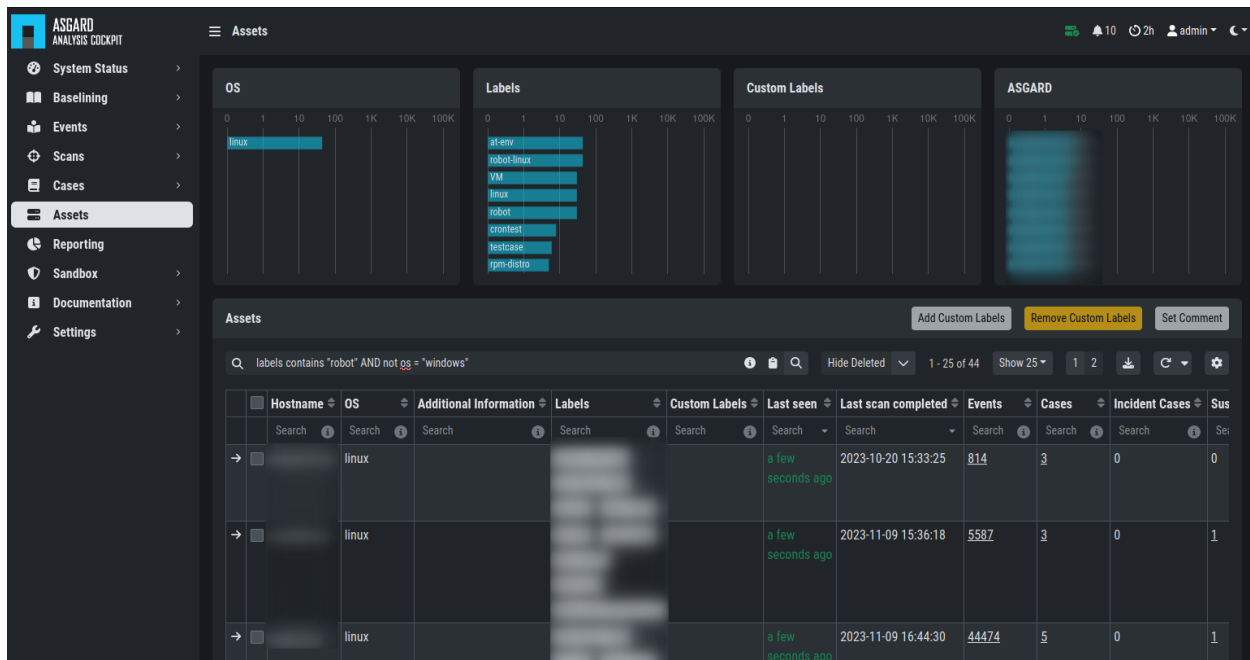 ASGARD
ANALYSIS COCKPIT
Assets
10 2h admin
System Status
Baselining
Events
Scans
Cases
Assets
Reporting
Sandbox
Documentation
Settings
OS
0 1 10 100 1K 10K 100K
linux
Labels
0 1 10 100 1K 10K 100K
at-env
robot-linux
VM
linux
robot
crontest
testcase
rpm-distro
Custom Labels
0 1 10 100 1K 10K 100K
ASGARD
0 1 10 100 1K 10K 100K
Assets
Add Custom Labels Remove Custom Labels Set Comment
labels contains "robot" AND not os = "windows" Hide Deleted 1 - 25 of 44 Show 25 1 2
Hostname OS Additional Information Labels Custom Labels Last seen Last scan completed Events Cases Incident Cases Sus
Search Search Search Search Search Search Search Search Search Search Sea
linux a few 2023-10-20 15:33:25 814 3 0 0
seconds ago
linux a few 2023-11-09 15:36:18 5587 3 0 1
seconds ago
linux a few 2023-11-09 16:44:30 44474 5 0 1
seconds ago